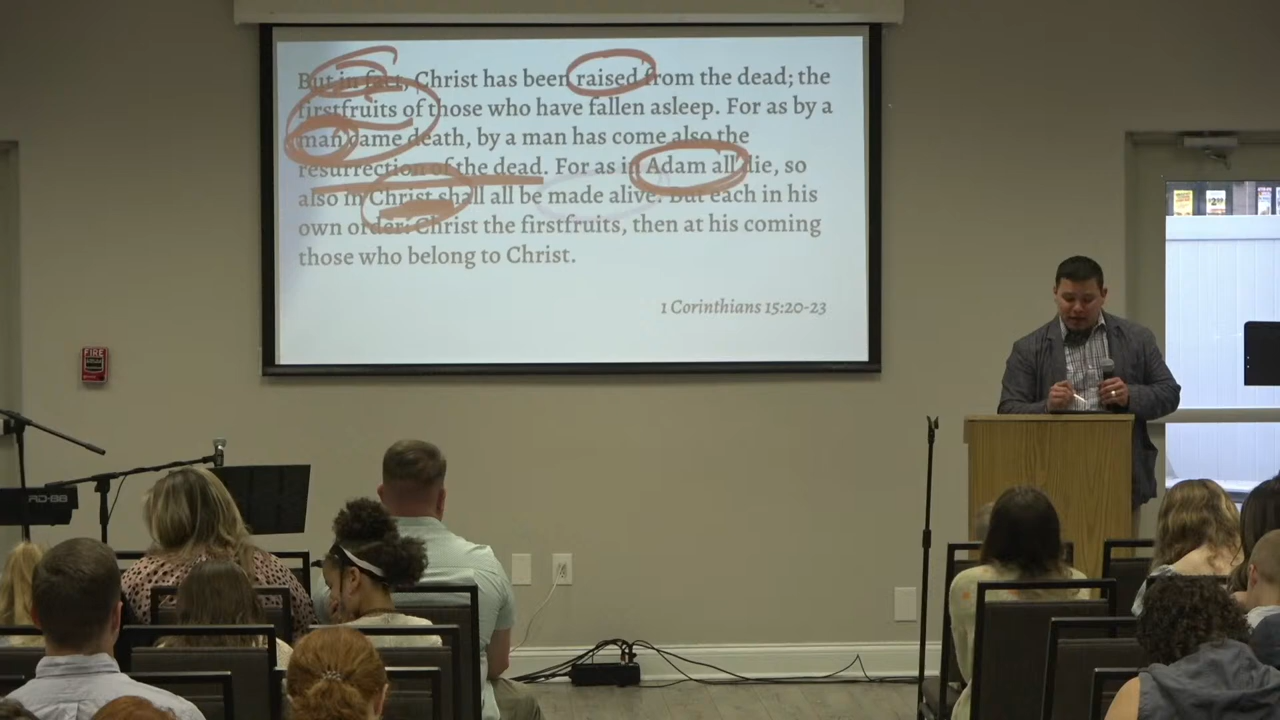 But in fact, Christ has been raised from the dead; the
firstfruits of those who have fallen asleep. For as by a
man came death, by a man has come also the
resurrection of the dead. For as in Adam all die, so
also in Christ shall all be made alive. But each in his
own order: Christ the firstfruits, then at his coming
those who belong to Christ.
1 Corinthians 15:20-23
FIRE
RD-88